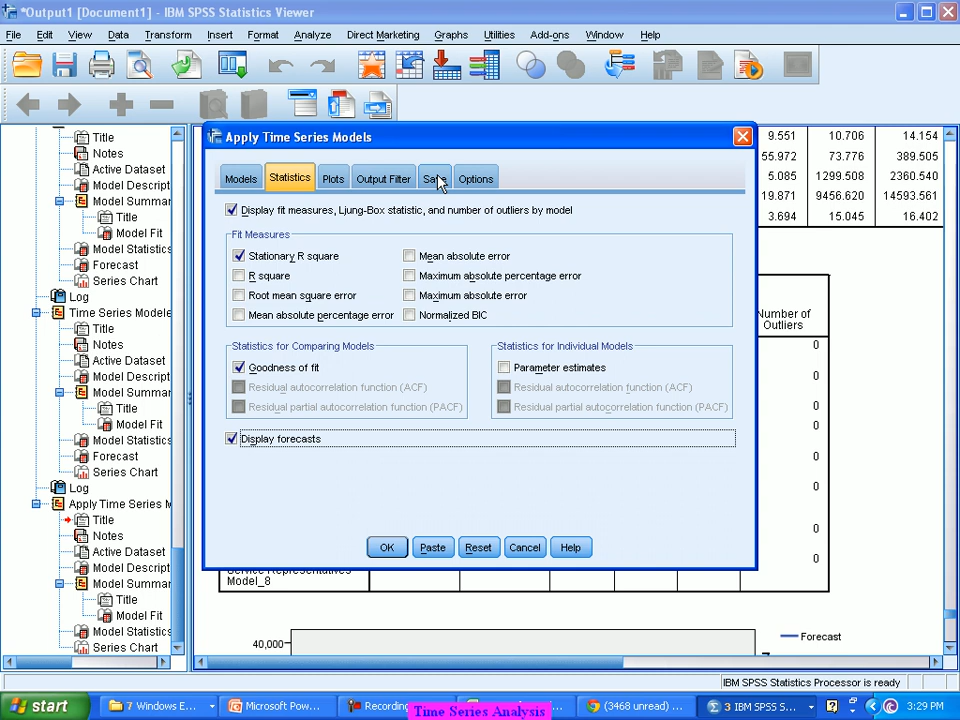 *Output1 [Document1] - IBM SPSS Statistics Viewer
File Edit View Data Transform Insert Format Analyze Direct Marketing Graphs Utilities Add-ons Window Help
Title
Notes
Active Dataset
Model Descript
Model Summar
Title
Model Fit
Model Statistics
Forecast
Series Chart
Log
Time Series Modele
Title
Notes
Active Dataset
Model Descript
Model Summar
Title
Model Fit
Model Statistics
Forecast
Series Chart
Log
Apply Time Series M
Title
Notes
Active Dataset
Model Descript
Model Summar
Title
Model Fit
Model Statistics
Series Chart
Apply Time Series Models
Models Statistics Plots Output Filter Save Options
Display fit measures, Ljung-Box statistic, and number of outliers by model
Fit Measures
Stationary R square Mean absolute error
R square Maximum absolute percentage error
Root mean square error Maximum absolute error
Mean absolute percentage error Normalized BIC
Statistics for Comparing Models Statistics for Individual Models
Goodness of fit Parameter estimates
Residual autocorrelation function (ACF) Residual autocorrelation function (ACF)
Residual partial autocorrelation function (PACF) Residual partial autocorrelation function (PACF)
Display forecasts
OK Paste Reset Cancel Help
9.551 10.706 14.154
55.972 73.776 389.505
5.085 1299.508 2360.540
19.871 9456.620 14593.561
3.694 15.045 16.402
Number of
Outliers
0
0
0
0
0
0
0
Service Representatives-
Model_8
40,000
Forecast
IBM SPSS Statistics Processor is ready
start 7 Windows E... Microsoft Pow... Recording (3468 unread) ... 3 IBM SPSS S... 3:29 PM
Time Series Analysis